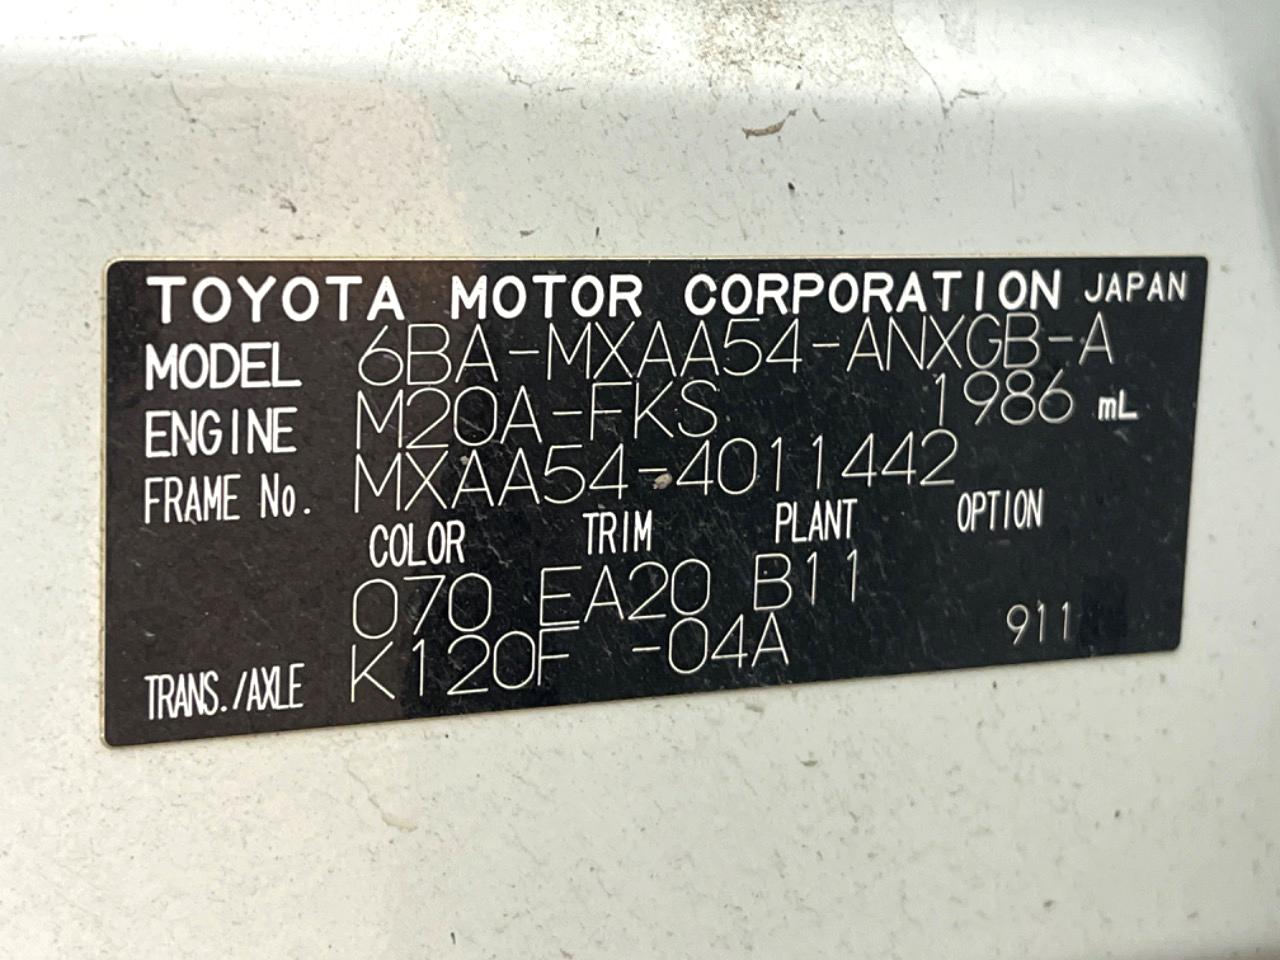 TOYOTA MOTOR CORPORATION JAPAN
MODEL 6BA-MXAA54-ANXGB-A
ENGINE M20A-FKS 1986 mL
FRAME No. MXAA54-4011442
COLOR TRIM PLANT OPTION
070 EA20 B11
TRANS./AXLE K120F -04A 911